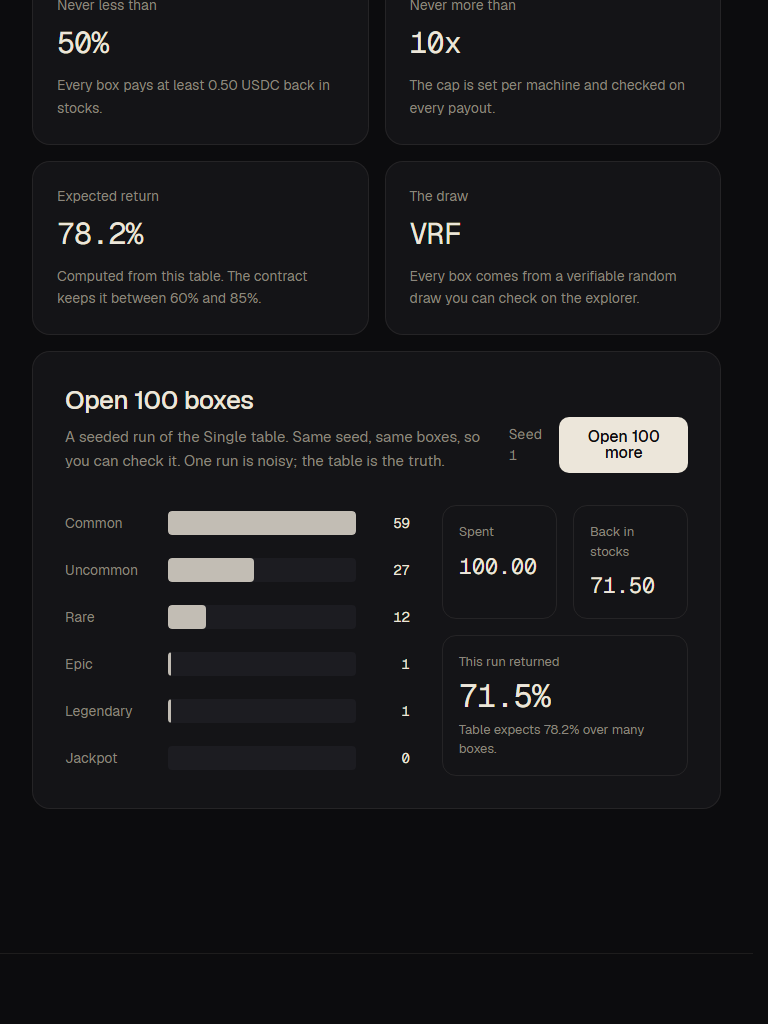 Never less than
50%
Every box pays at least 0.50 USDC back in
stocks.
Never more than
10x
The cap is set per machine and checked on
every payout.
Expected return
78.2%
Computed from this table. The contract
keeps it between 60% and 85%.
The draw
VRF
Every box comes from a verifiable random
draw you can check on the explorer.
Open 100 boxes
A seeded run of the Single table. Same seed, same boxes, so
you can check it. One run is noisy; the table is the truth.
Seed
1
Open 100
more
Common 59
Uncommon 27
Rare 12
Epic 1
Legendary 1
Jackpot 0
Spent
100.00
Back in
stocks
71.50
This run returned
71.5%
Table expects 78.2% over many
boxes.